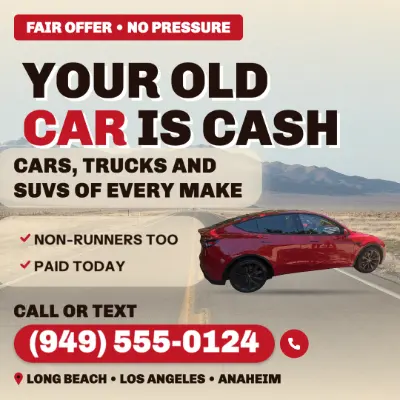 FAIR OFFER • NO PRESSURE
YOUR OLD
CAR IS CASH
CARS, TRUCKS AND
SUVS OF EVERY MAKE
NON-RUNNERS TOO
PAID TODAY
CALL OR TEXT
(949) 555-0124
LONG BEACH • LOS ANGELES • ANAHEIM